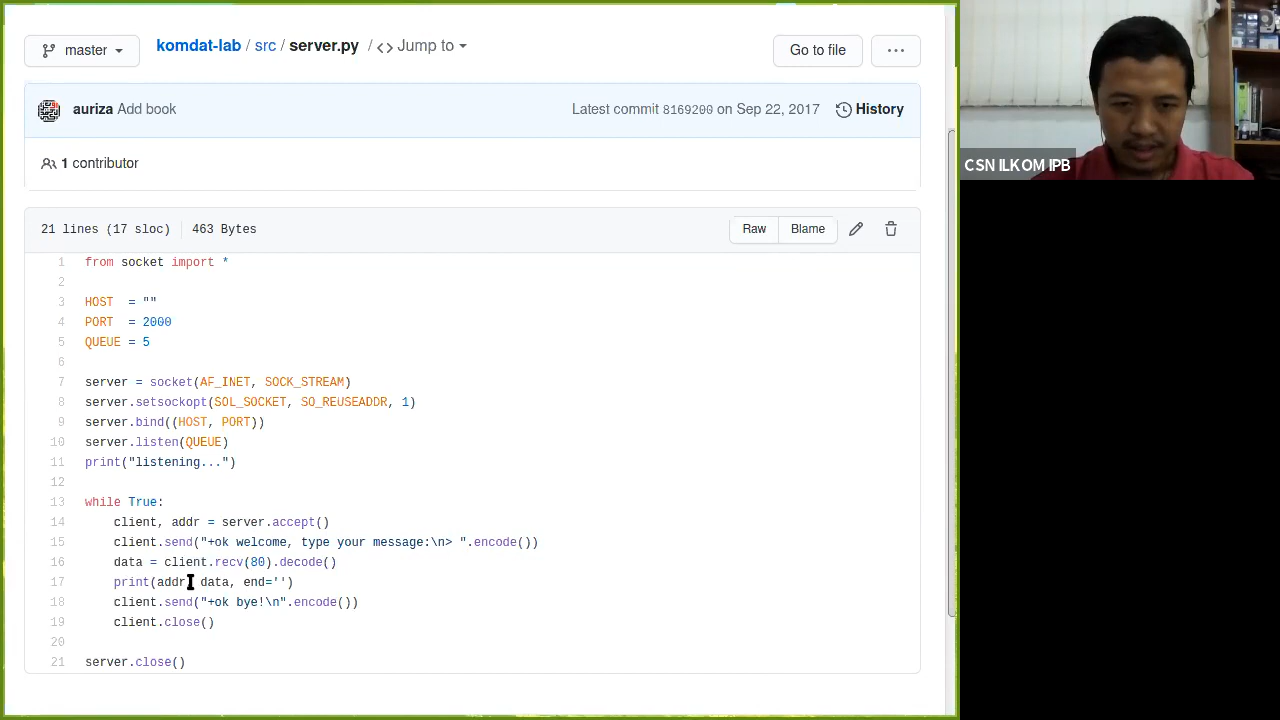 master
komdat-lab / src / server.py / <> Jump to
Go to file
...
auriza Add book
Latest commit 8169200 on Sep 22, 2017
History
1 contributor
21 lines (17 sloc) 463 Bytes
Raw
Blame
1 from socket import *
2
3 HOST  = ""
4 PORT  = 2000
5 QUEUE = 5
6
7 server = socket(AF_INET, SOCK_STREAM)
8 server.setsockopt(SOL_SOCKET, SO_REUSEADDR, 1)
9 server.bind((HOST, PORT))
10 server.listen(QUEUE)
11 print("listening...")
12
13 while True:
14     client, addr = server.accept()
15     client.send("+ok welcome, type your message:\n> ".encode())
16     data = client.recv(80).decode()
17     print(addr, data, end='')
18     client.send("+ok bye!\n".encode())
19     client.close()
20
21 server.close()
CSN ILKOM IPB